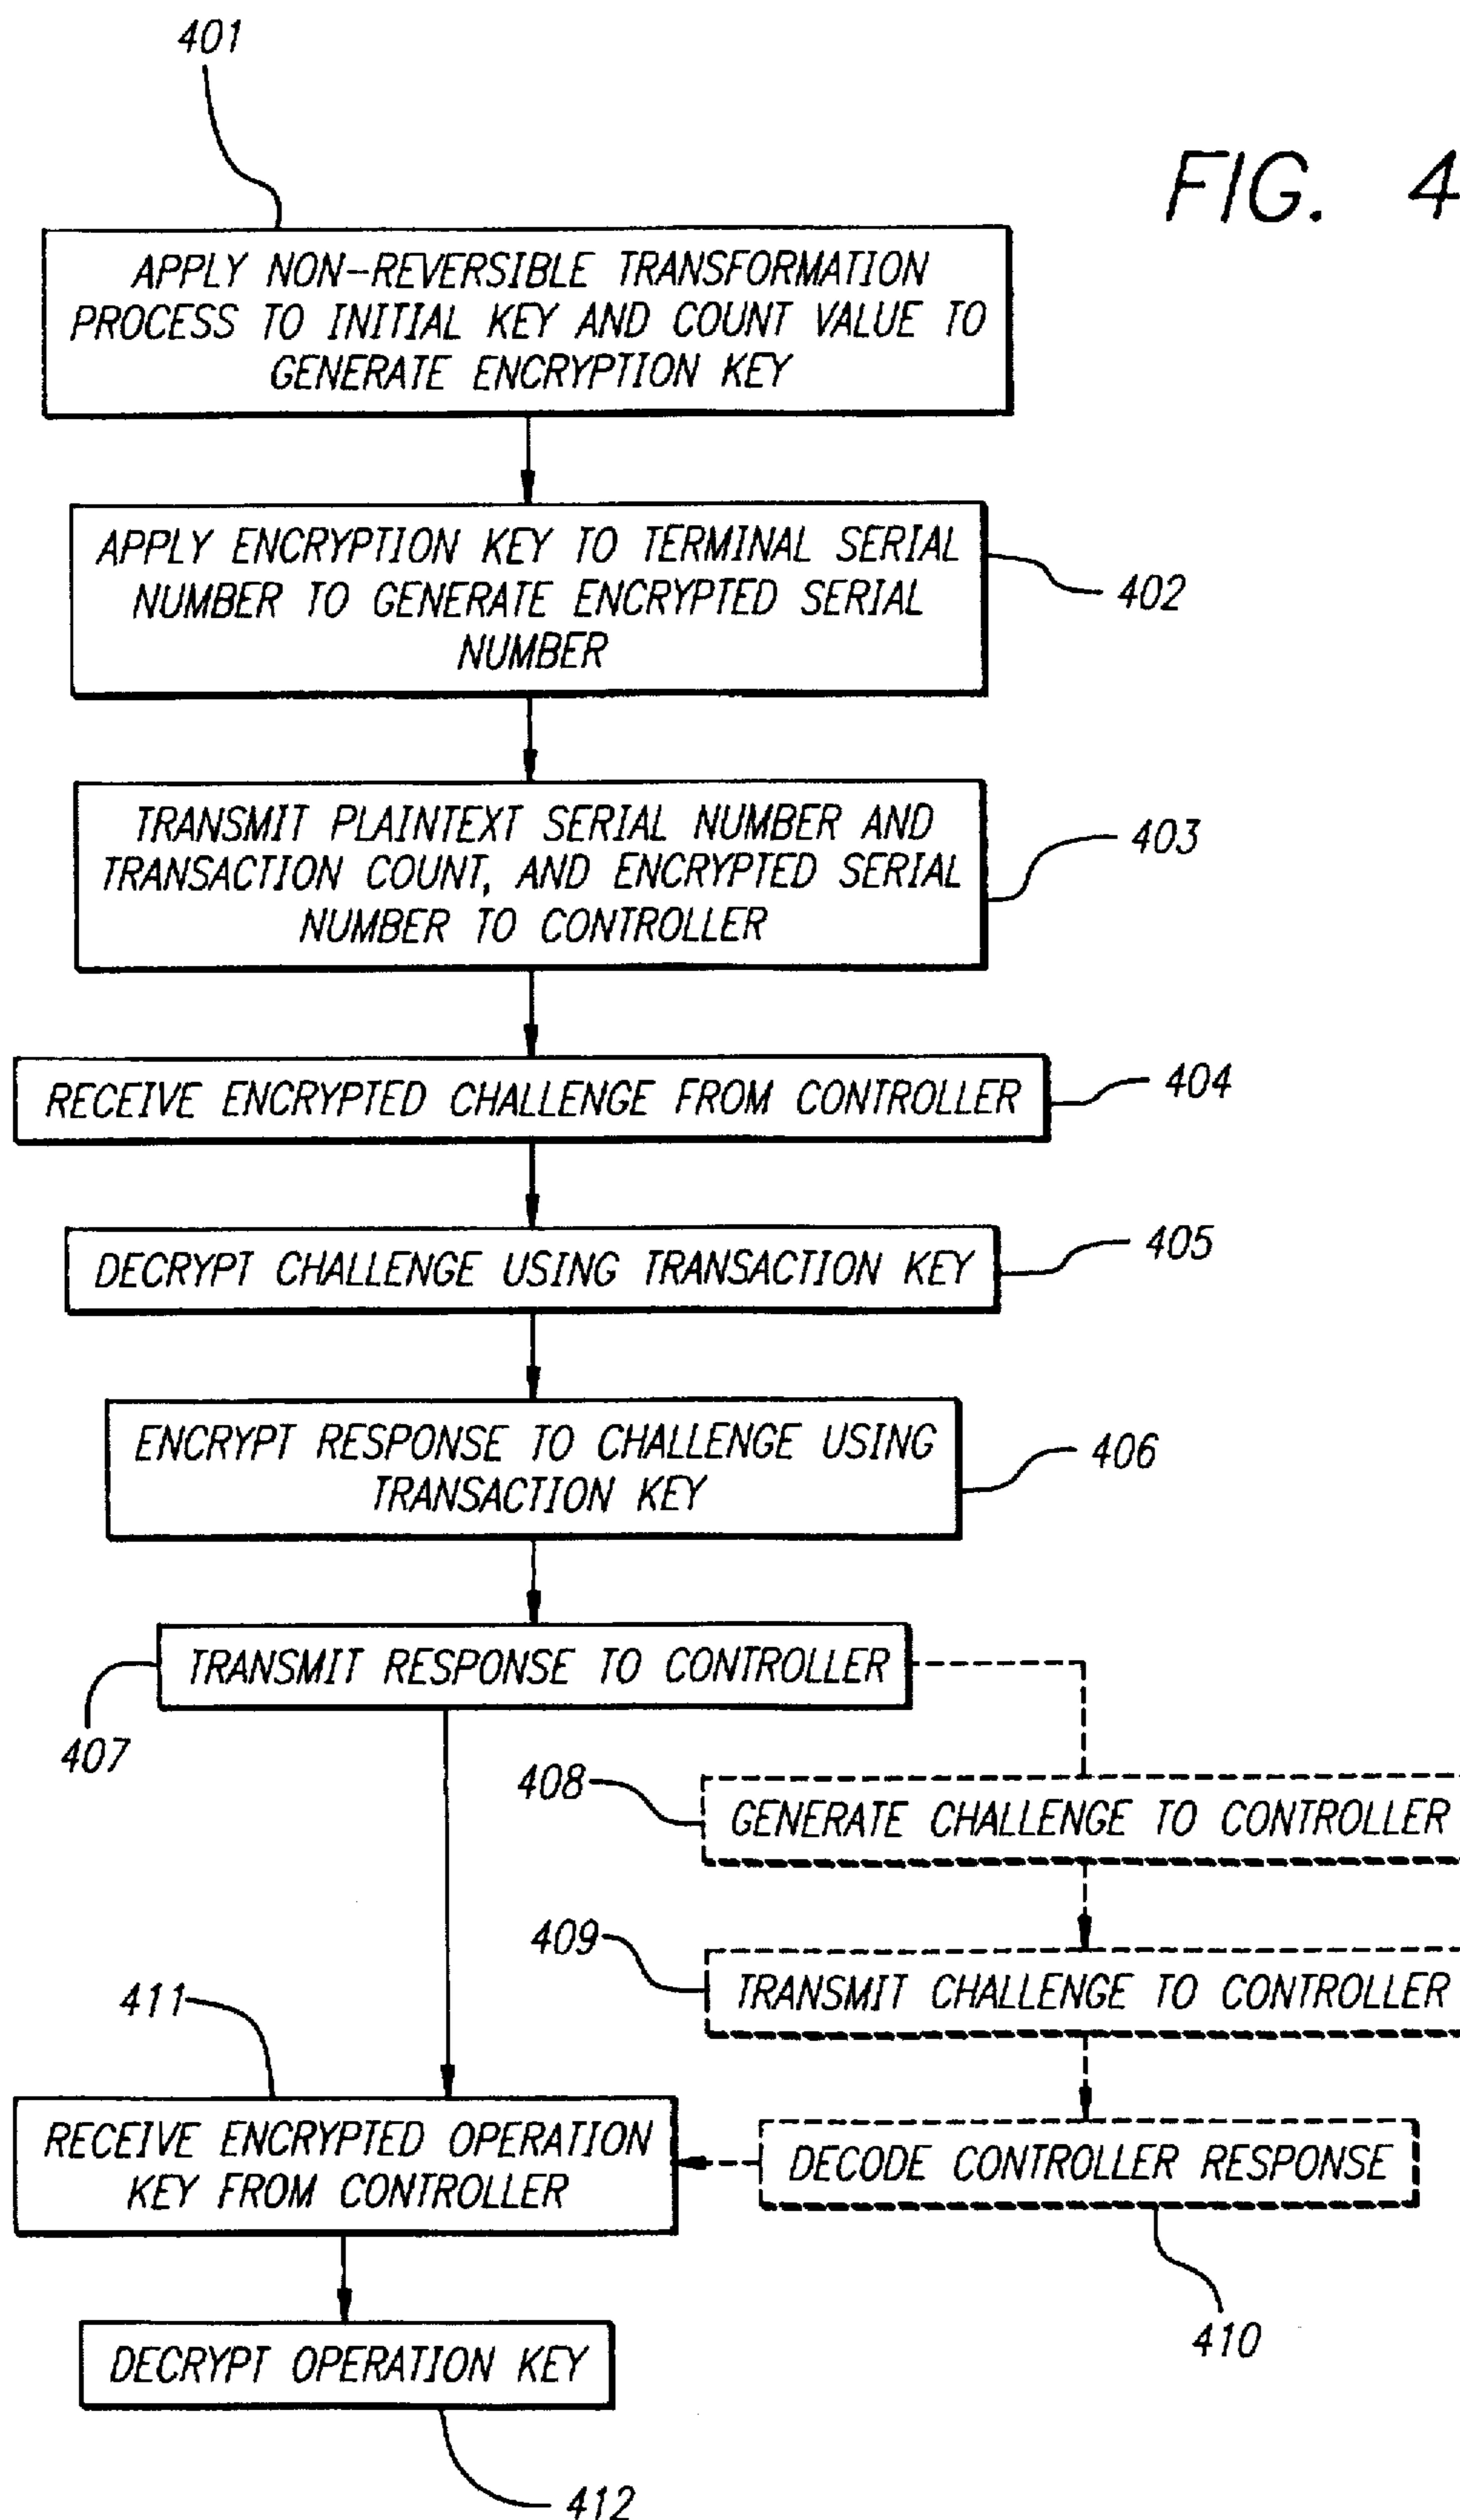 401
FIG. 4
APPLY NON-REVERSIBLE TRANSFORMATION
PROCESS TO INITIAL KEY AND COUNT VALUE TO
GENERATE ENCRYPTION KEY
APPLY ENCRYPTION KEY TO TERMINAL SERIAL
NUMBER TO GENERATE ENCRYPTED SERIAL
NUMBER
402
TRANSMIT PLAINTEXT SERIAL NUMBER AND
TRANSACTION COUNT, AND ENCRYPTED SERIAL
NUMBER TO CONTROLLER
403
RECEIVE ENCRYPTED CHALLENGE FROM CONTROLLER
404
DECRYPT CHALLENGE USING TRANSACTION KEY
405
ENCRYPT RESPONSE TO CHALLENGE USING
TRANSACTION KEY
406
TRANSMIT RESPONSE TO CONTROLLER
407
408
GENERATE CHALLENGE TO CONTROLLER
409
TRANSMIT CHALLENGE TO CONTROLLER
411
RECEIVE ENCRYPTED OPERATION
KEY FROM CONTROLLER
DECODE CONTROLLER RESPONSE
410
DECRYPT OPERATION KEY
412